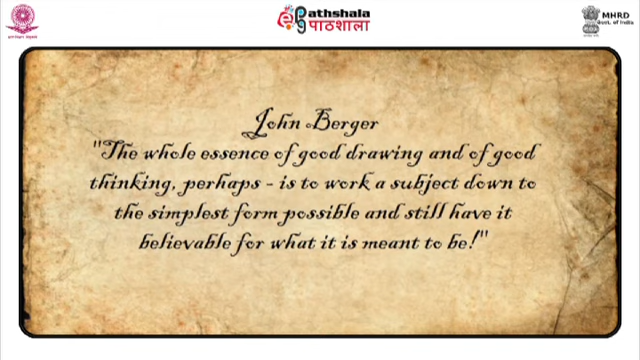 Pathshala
पाठशाला
MHRD
Govt. of India
John Berger
"The whole essence of good drawing and of good
thinking, perhaps - is to work a subject down to
the simplest form possible and still have it
believable for what it is meant to be!"